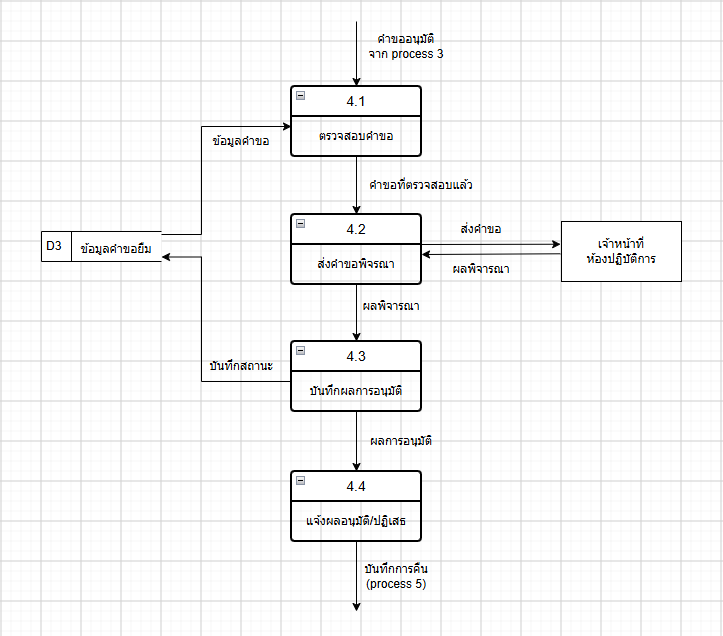 คำขออนุมัติ
จาก process 3
4.1
ตรวจสอบคำขอ
ข้อมูลคำขอ
คำขอที่ตรวจสอบแล้ว
4.2
ส่งคำขอพิจรณา
ส่งคำขอ
ผลพิจารณา
เจ้าหน้าที่
ห้องปฏิบัติการ
D3
ข้อมูลคำขอยืม
ผลพิจารณา
4.3
บันทึกผลการอนุมัติ
บันทึกสถานะ
ผลการอนุมัติ
4.4
แจ้งผลอนุมัติ/ปฏิเสธ
บันทึกการคืน
(process 5)